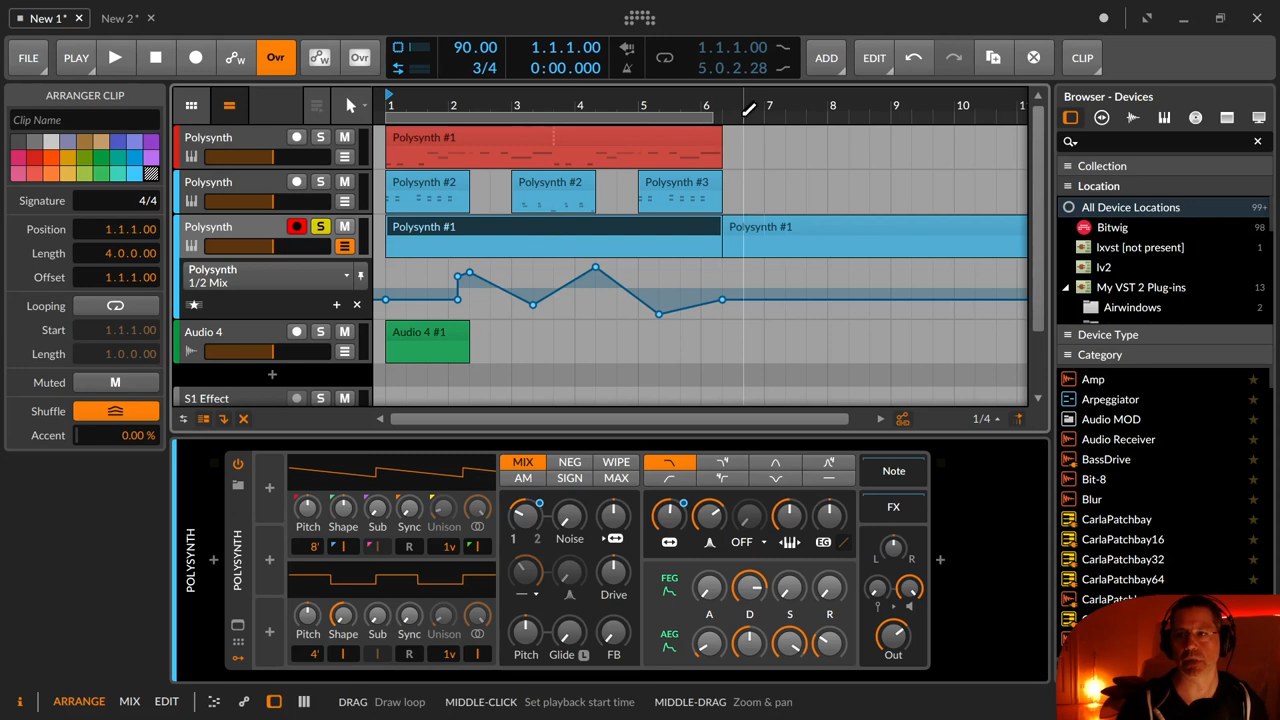 New 1* ×
New 2* ×
FILE PLAY Ovr Ovr 90.00 3/4 1.1.1.00 0:00.000 1.1.1.00 5.0.2.28 ADD EDIT CLIP
ARRANGER CLIP
Clip Name
Signature 4/4
Position 1.1.1.00
Length 4.0.0.00
Offset 1.1.1.00
Looping
Start 1.1.1.00
Length 1.0.0.00
Muted M
Shuffle
Accent 0.00 %
1 2 3 4 5 6 7 8 9 10
Polysynth S M
Polysynth #1
Polysynth S M
Polysynth #2 Polysynth #2 Polysynth #3
Polysynth S M
Polysynth #1 Polysynth #1
Polysynth
1/2 Mix
Audio 4 S M
Audio 4 #1
S1 Effect S M
1/4
Browser - Devices
Collection
Location
All Device Locations 99+
Bitwig 98
lxvst [not present] 1
lv2
My VST 2 Plug-ins 13
Airwindows 2
Device Type
Category
Amp
Arpeggiator
Audio MOD
Audio Receiver
BassDrive
Bit-8
Blur
CarlaPatchbay
CarlaPatchbay16
CarlaPatchbay32
CarlaPatchbay64
POLYSYNTH
POLYSYNTH
Pitch Shape Sub Sync Unison
8' R 1v
Pitch Shape Sub Sync Unison
4' R 1v
MIX NEG WIPE
AM SIGN MAX
1 2 Noise
Drive
Pitch Glide L FB
OFF EG
FEG
A D S R
AEG
Note
FX
L R
Out
ARRANGE MIX EDIT
DRAG Draw loop MIDDLE-CLICK Set playback start time MIDDLE-DRAG Zoom & pan